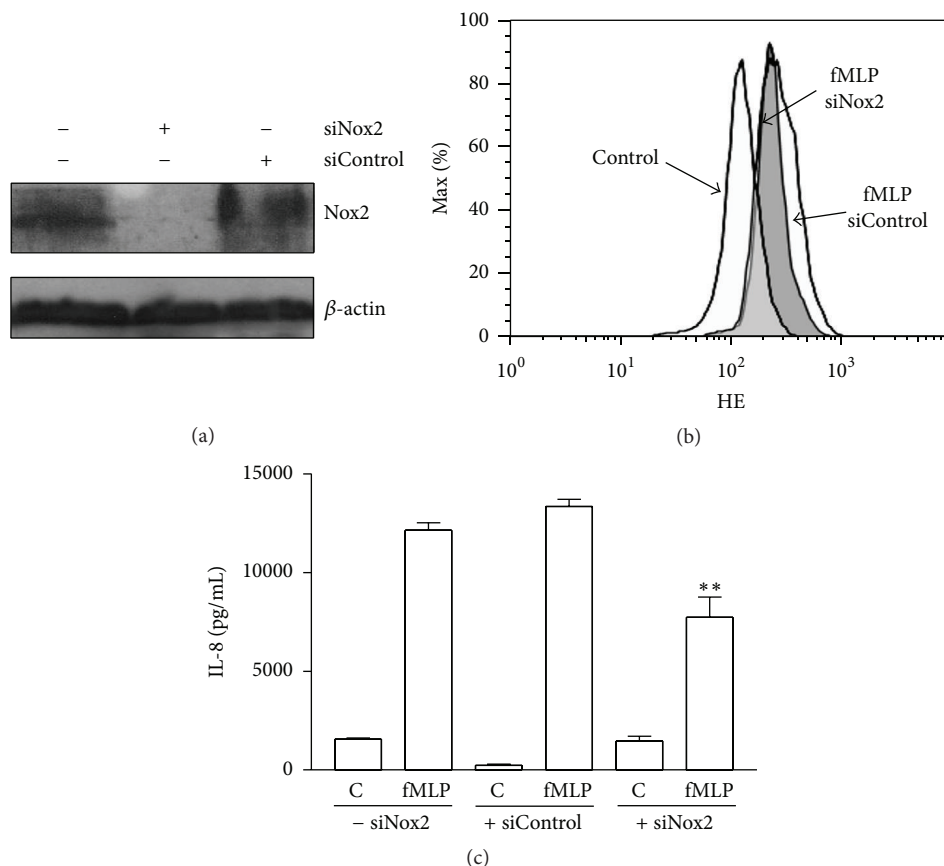 − + − siNox2
− − + siControl
Nox2
β-actin
(a)
100
80
60
40
20
0
Max (%)
Control
fMLP
siNox2
fMLP
siControl
10⁰ 10¹ 10² 10³
HE
(b)
15000
10000
5000
0
IL-8 (pg/mL)
**
C fMLP C fMLP C fMLP
− siNox2 + siControl + siNox2
(c)